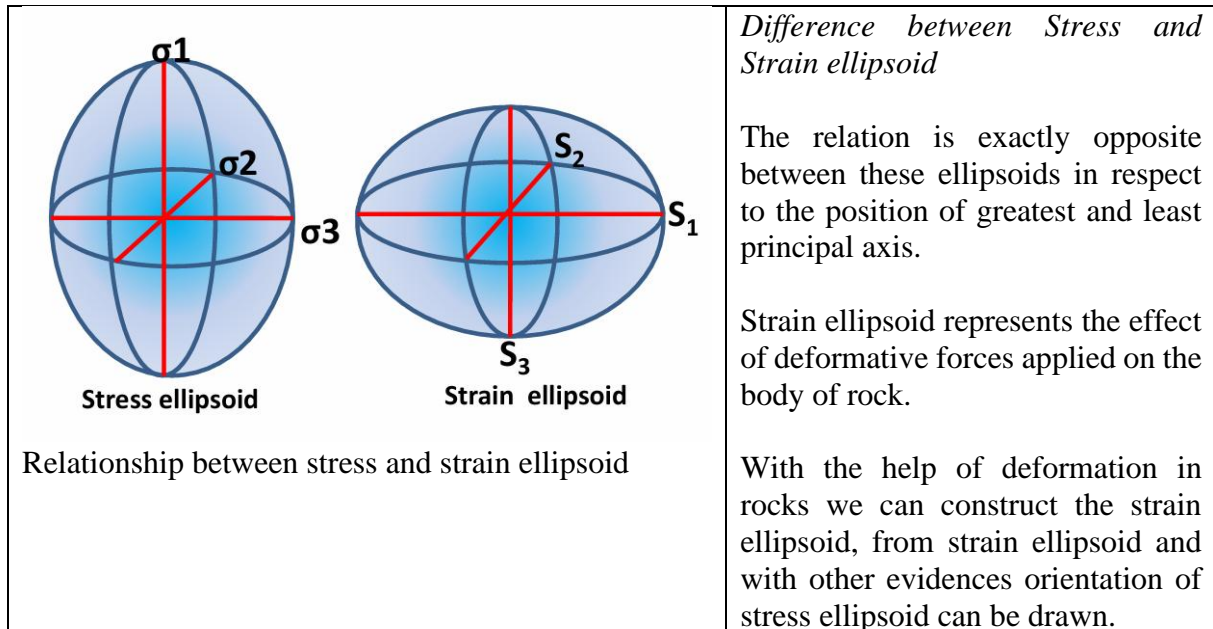 σ1
σ2
σ3
Stress ellipsoid
S₂
S₁
S₃
Strain ellipsoid
Relationship between stress and strain ellipsoid
Difference between Stress and
Strain ellipsoid
The relation is exactly opposite
between these ellipsoids in respect
to the position of greatest and least
principal axis.
Strain ellipsoid represents the effect
of deformative forces applied on the
body of rock.
With the help of deformation in
rocks we can construct the strain
ellipsoid, from strain ellipsoid and
with other evidences orientation of
stress ellipsoid can be drawn.